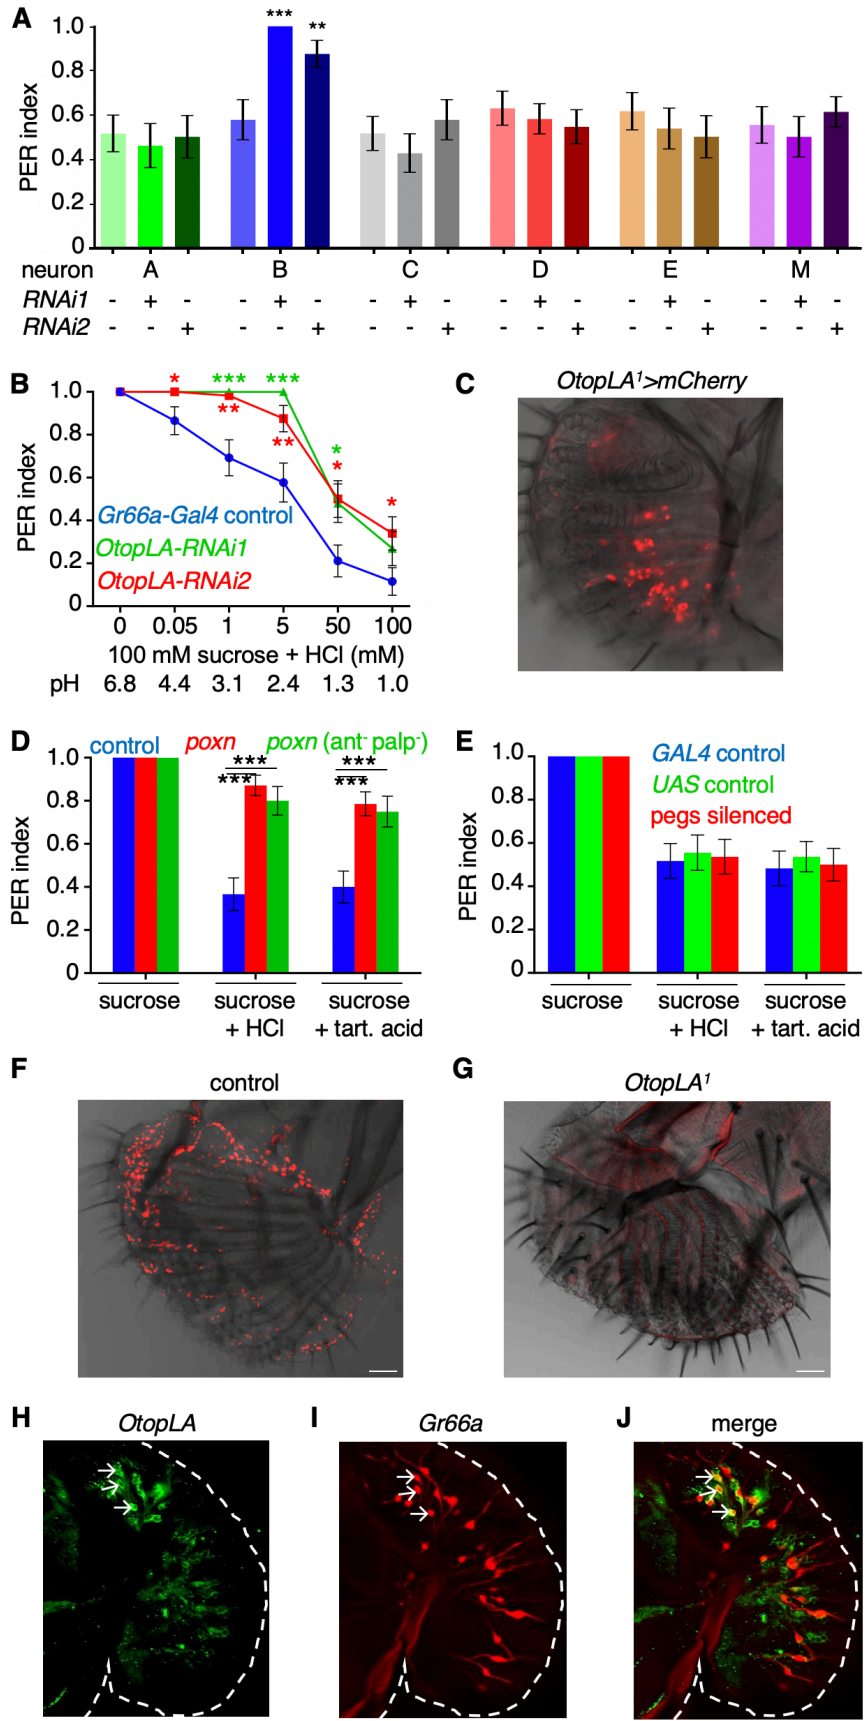 A
PER index
1.0
0.8
0.6
0.4
0.2
0
*** **
neuron A B C D E M
RNAi1 - + - - + - - + - - + - - + - - + -
RNAi2 - - + - - + - - + - - + - - + - - +
B
PER index
1.0
0.8
0.6
0.4
0.2
0
* *** ***
**
**
*
*
*
Gr66a-Gal4 control
OtopLA-RNAi1
OtopLA-RNAi2
0 0.05 1 5 50 100
100 mM sucrose + HCl (mM)
pH 6.8 4.4 3.1 2.4 1.3 1.0
C
OtopLA¹>mCherry
D
control poxn poxn (ant⁻ palp⁻)
PER index
1.0
0.8
0.6
0.4
0.2
0
*** ***
*** ***
sucrose sucrose sucrose
+ HCl + tart. acid
E
GAL4 control
UAS control
pegs silenced
PER index
1.0
0.8
0.6
0.4
0.2
0
sucrose sucrose sucrose
+ HCl + tart. acid
F
control
G
OtopLA¹
H
OtopLA
I
Gr66a
J
merge